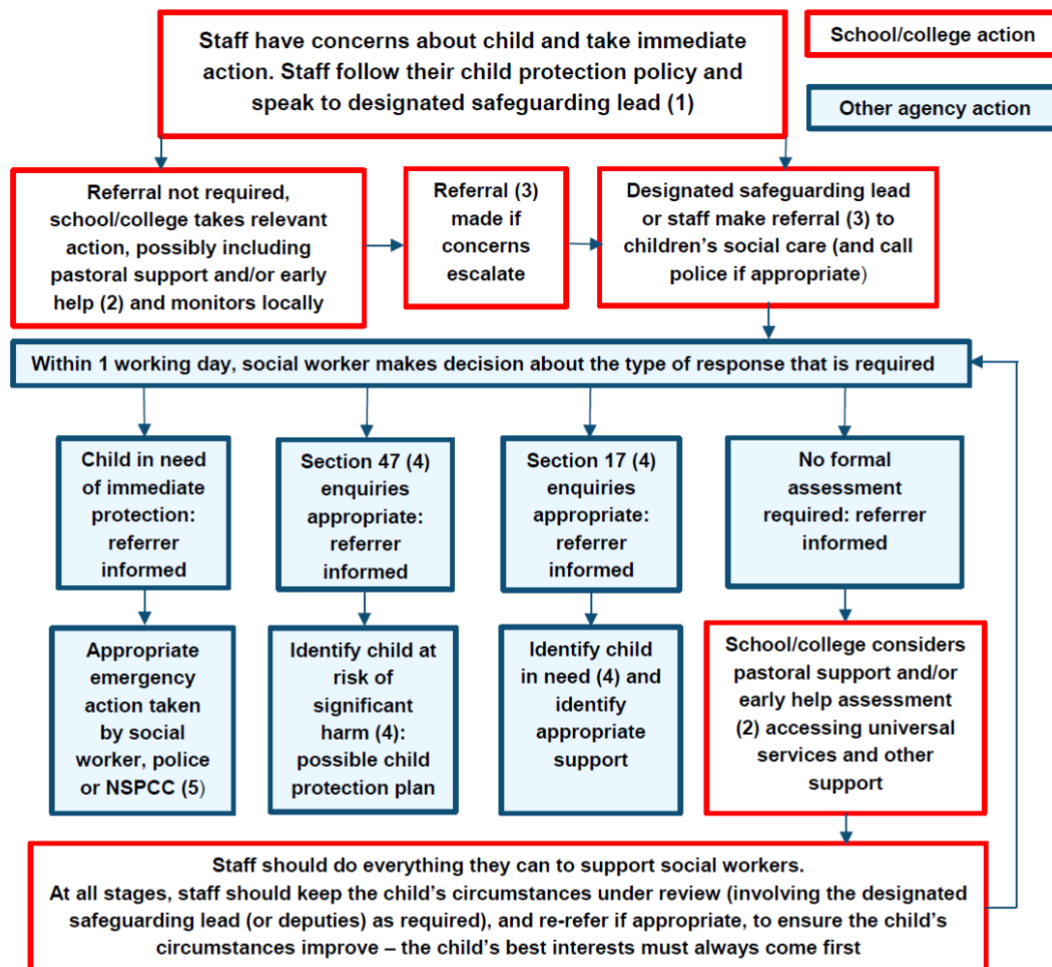 Staff have concerns about child and take immediate
action. Staff follow their child protection policy and
speak to designated safeguarding lead (1)
School/college action
Other agency action
Referral not required,
school/college takes relevant
action, possibly including
pastoral support and/or early
help (2) and monitors locally
Referral (3)
made if
concerns
escalate
Designated safeguarding lead
or staff make referral (3) to
children’s social care (and call
police if appropriate)
Within 1 working day, social worker makes decision about the type of response that is required
Child in need
of immediate
protection:
referrer
informed
Section 47 (4)
enquiries
appropriate:
referrer
informed
Section 17 (4)
enquiries
appropriate:
referrer
informed
No formal
assessment
required: referrer
informed
Appropriate
emergency
action taken
by social
worker, police
or NSPCC (5)
Identify child at
risk of
significant
harm (4):
possible child
protection plan
Identify child
in need (4) and
identify
appropriate
support
School/college considers
pastoral support and/or
early help assessment
(2) accessing universal
services and other
support
Staff should do everything they can to support social workers.
At all stages, staff should keep the child’s circumstances under review (involving the designated
safeguarding lead (or deputies) as required), and re-refer if appropriate, to ensure the child’s
circumstances improve – the child’s best interests must always come first